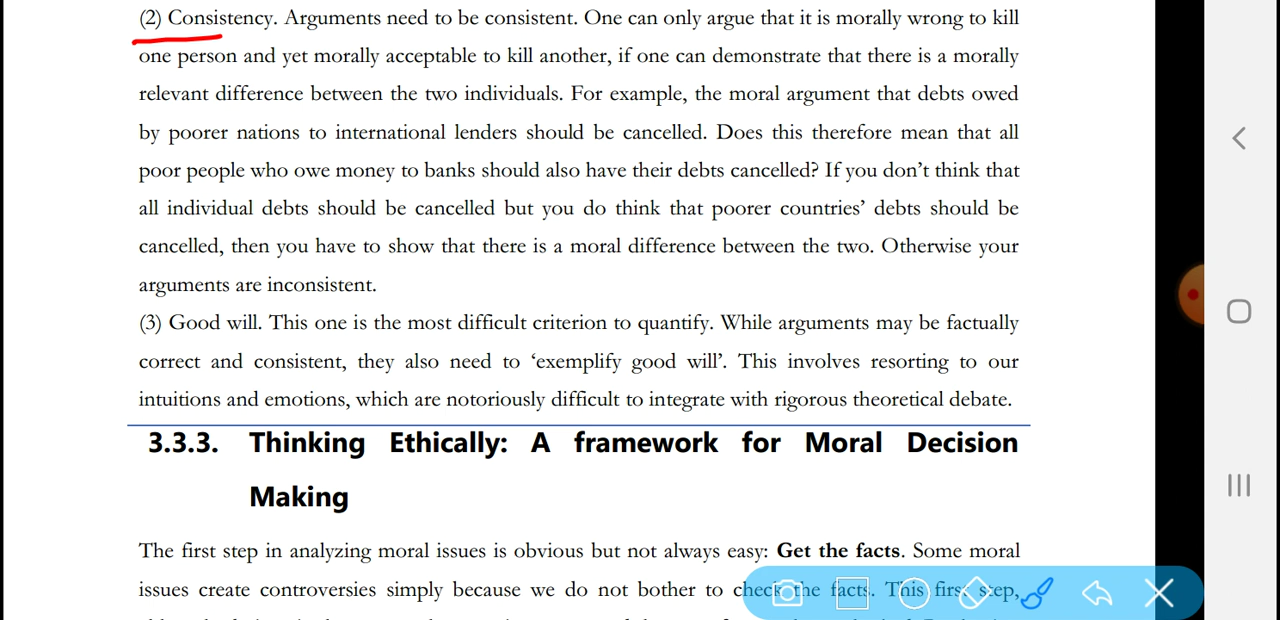 (2) Consistency. Arguments need to be consistent. One can only argue that it is morally wrong to kill
one person and yet morally acceptable to kill another, if one can demonstrate that there is a morally
relevant difference between the two individuals. For example, the moral argument that debts owed
by poorer nations to international lenders should be cancelled. Does this therefore mean that all
poor people who owe money to banks should also have their debts cancelled? If you don’t think that
all individual debts should be cancelled but you do think that poorer countries’ debts should be
cancelled, then you have to show that there is a moral difference between the two. Otherwise your
arguments are inconsistent.
(3) Good will. This one is the most difficult criterion to quantify. While arguments may be factually
correct and consistent, they also need to ‘exemplify good will’. This involves resorting to our
intuitions and emotions, which are notoriously difficult to integrate with rigorous theoretical debate.
3.3.3. Thinking Ethically: A framework for Moral Decision
Making
The first step in analyzing moral issues is obvious but not always easy: Get the facts. Some moral
issues create controversies simply because we do not bother to check the facts. This first step,